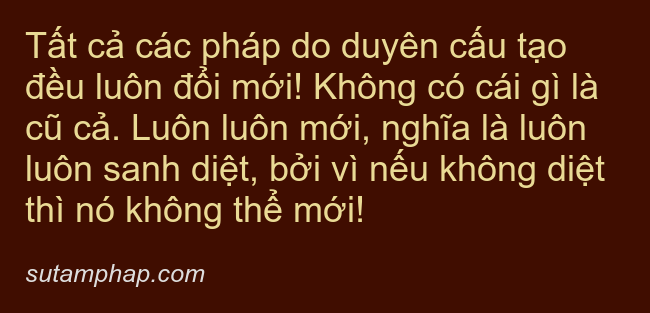 Tất cả các pháp do duyên cấu tạo
đều luôn đổi mới! Không có cái gì là
cũ cả. Luôn luôn mới, nghĩa là luôn
luôn sanh diệt, bởi vì nếu không diệt
thì nó không thể mới!
sutamphap.com